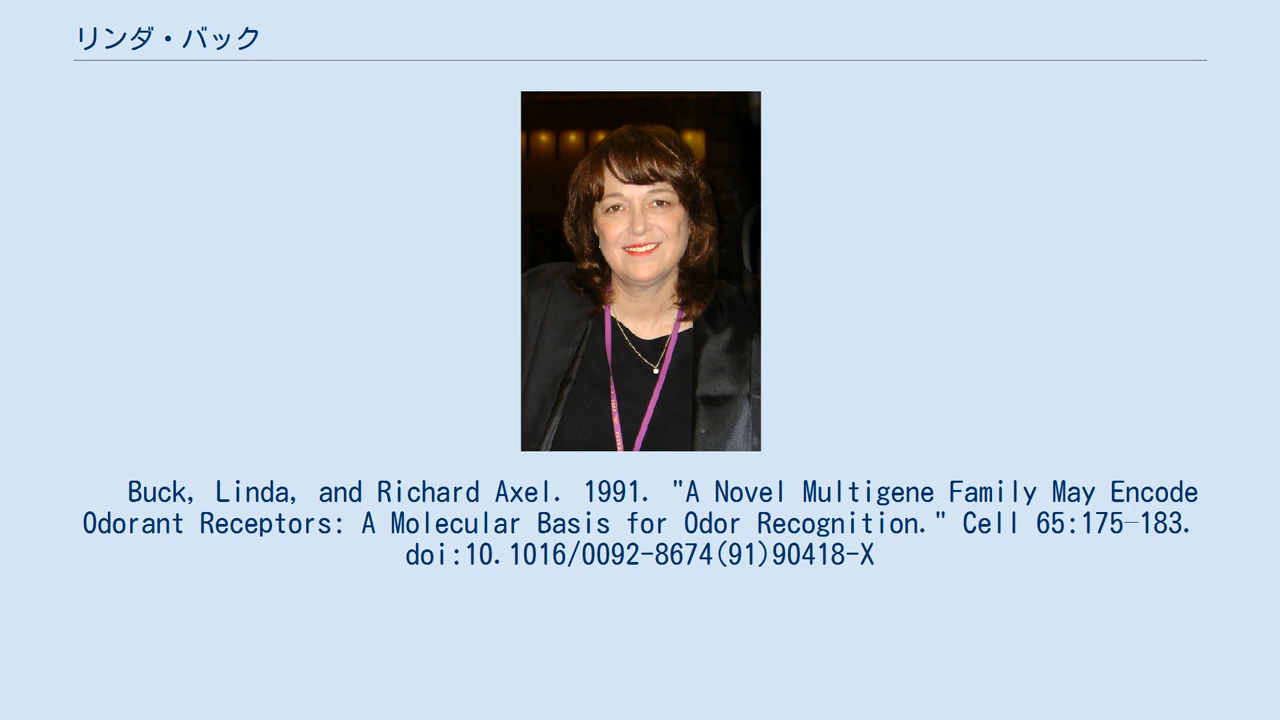 リンダ・バック
Buck, Linda, and Richard Axel. 1991. "A Novel Multigene Family May Encode
Odorant Receptors: A Molecular Basis for Odor Recognition." Cell 65:175–183.
doi:10.1016/0092-8674(91)90418-X